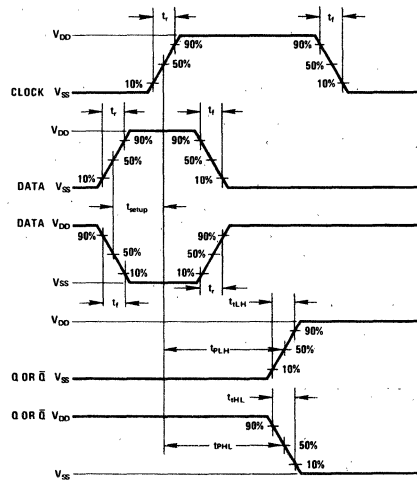 tr tf
VDD
90% 90%
50% 50%
10% 10%
CLOCK VSS
tr tf
VDD
90% 90%
50% 50%
10% 10%
DATA VSS
tsetup
DATA VDD
90% 90%
50% 50%
10% 10%
VSS
tf tr
ttLH
VDD
90%
tPLH 50%
10%
Q OR Q̄ VSS
ttHL
Q OR Q̄ VDD
90%
50%
tPHL
10%
VSS